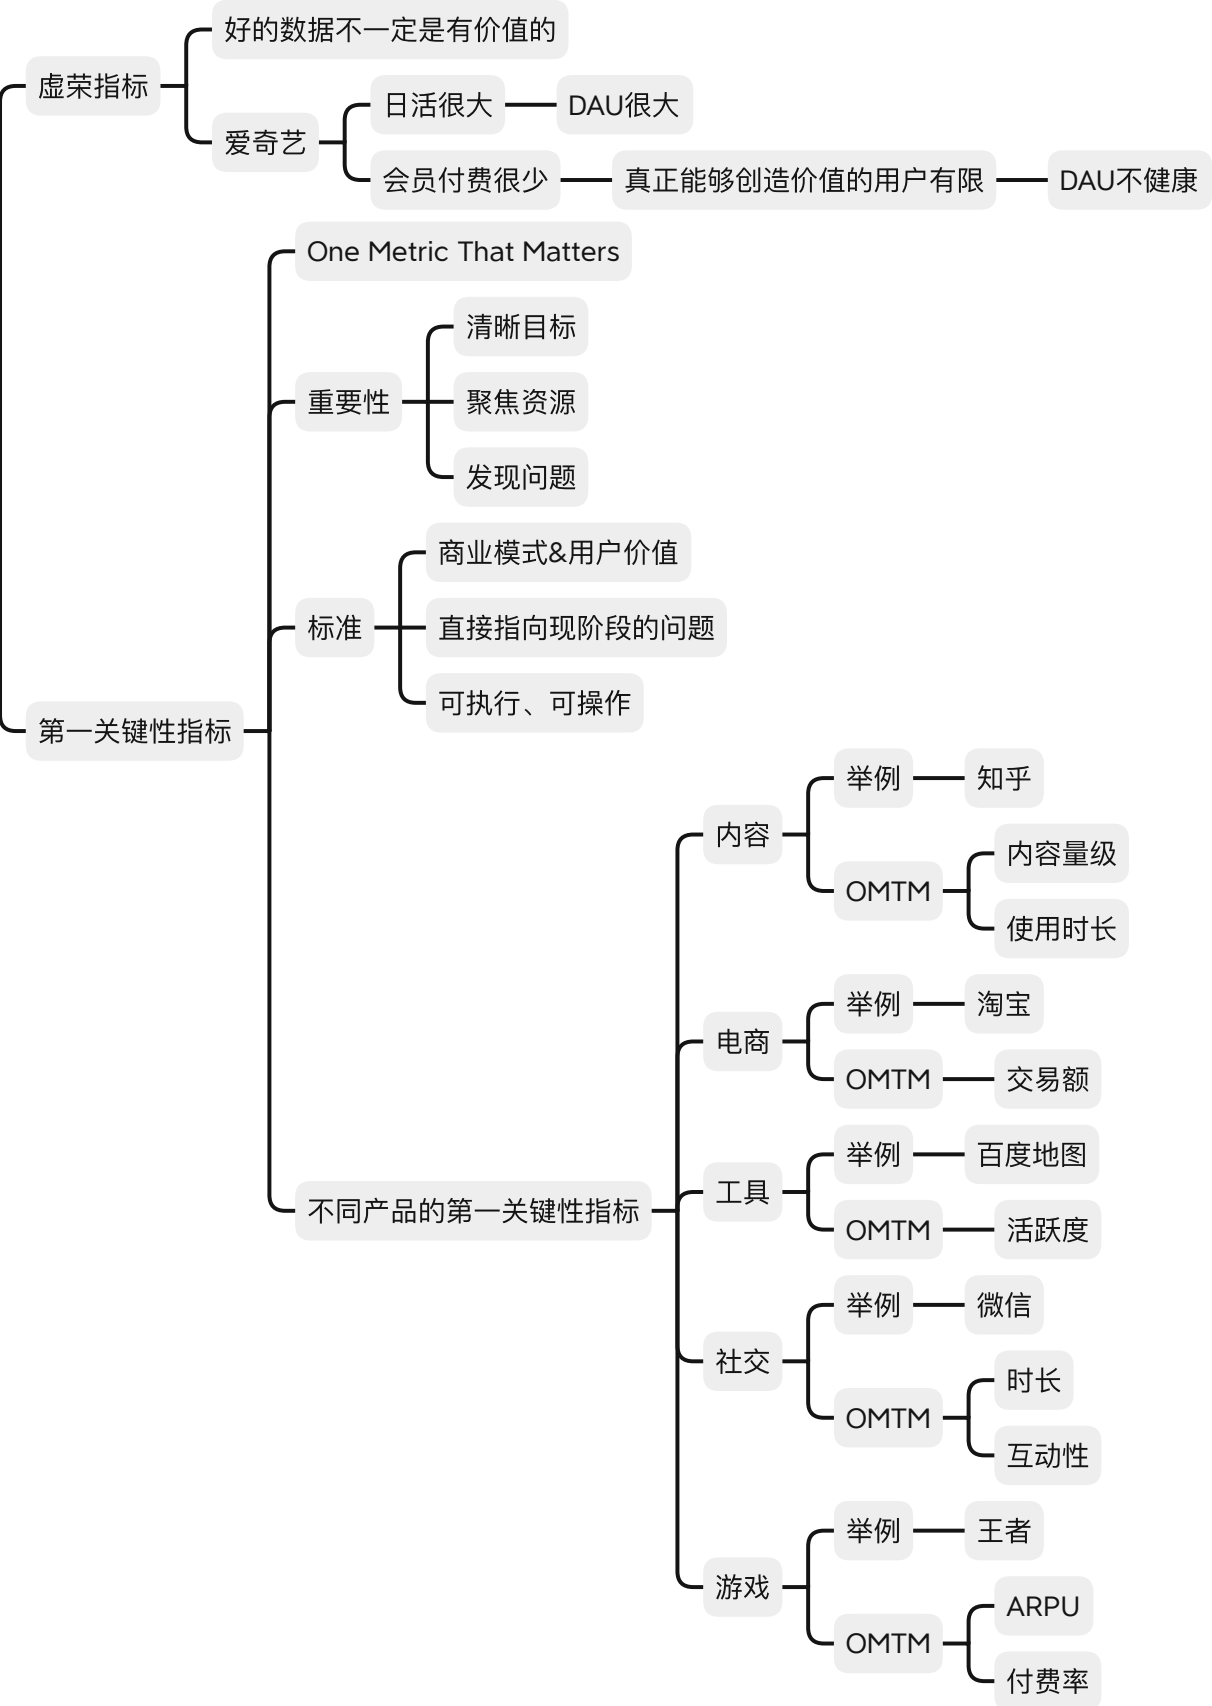 好的数据不一定是有价值的
虚荣指标
日活很大
DAU很大
爱奇艺
会员付费很少
真正能够创造价值的用户有限
DAU不健康
One Metric That Matters
清晰目标
重要性
聚焦资源
发现问题
商业模式&用户价值
标准
直接指向现阶段的问题
可执行、可操作
第一关键性指标
举例
知乎
内容
内容量级
OMTM
使用时长
举例
淘宝
电商
OMTM
交易额
举例
百度地图
工具
不同产品的第一关键性指标
OMTM
活跃度
举例
微信
社交
时长
OMTM
互动性
举例
王者
游戏
ARPU
OMTM
付费率